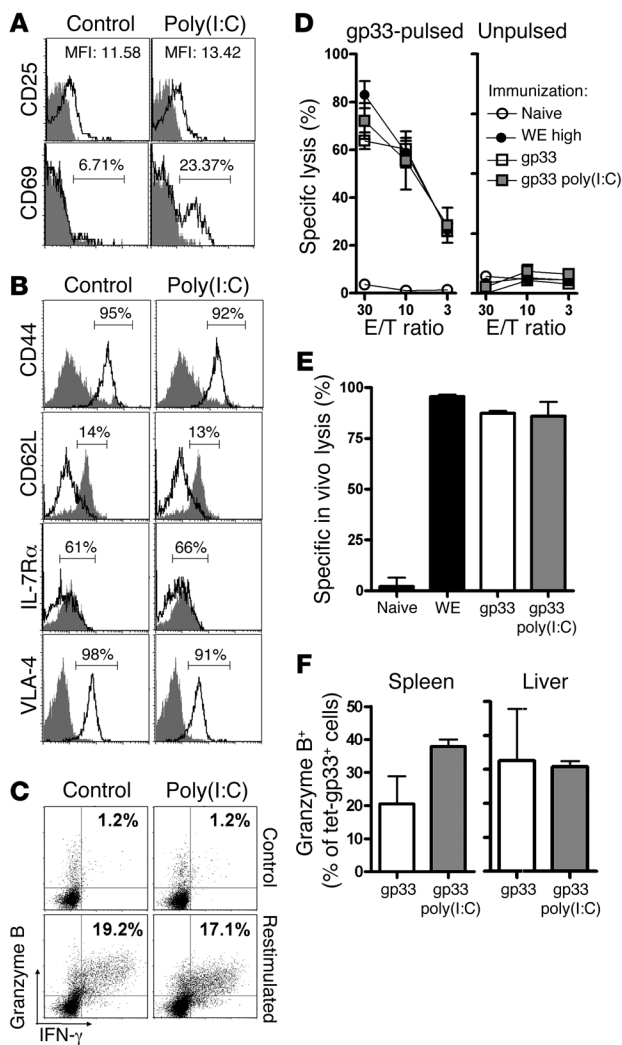 A
Control Poly(I:C)
CD25
MFI: 11.58 MFI: 13.42
CD69
6.71% 23.37%
B
Control Poly(I:C)
CD44
95% 92%
CD62L
14% 13%
IL-7Rα
61% 66%
VLA-4
98% 91%
C
Control Poly(I:C)
1.2% 1.2%
Control
19.2% 17.1%
Restimulated
Granzyme B
IFN-γ
D
gp33-pulsed Unpulsed
Specifc lysis (%)
100
80
60
40
20
0
30 10 3 30 10 3
E/T ratio E/T ratio
Immunization:
Naive
WE high
gp33
gp33 poly(I:C)
E
Specific in vivo lysis (%)
100
75
50
25
0
Naive WE gp33 gp33
poly(I:C)
F
Spleen Liver
Granzyme B+
(% of tet-gp33+ cells)
50
40
30
20
10
0
gp33 gp33 gp33 gp33
poly(I:C) poly(I:C)